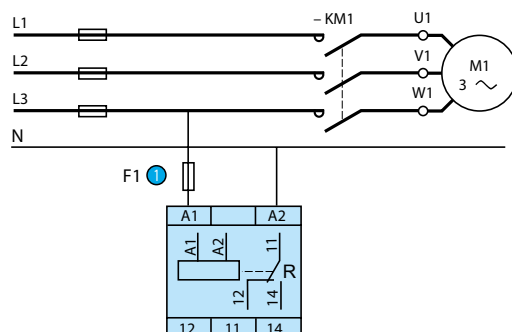 L1
– KM1
U1
L2
V1
M1
3
L3
W1
N
F1 1
A1 A2
A1 A2 11
R
12 14
12 11 14